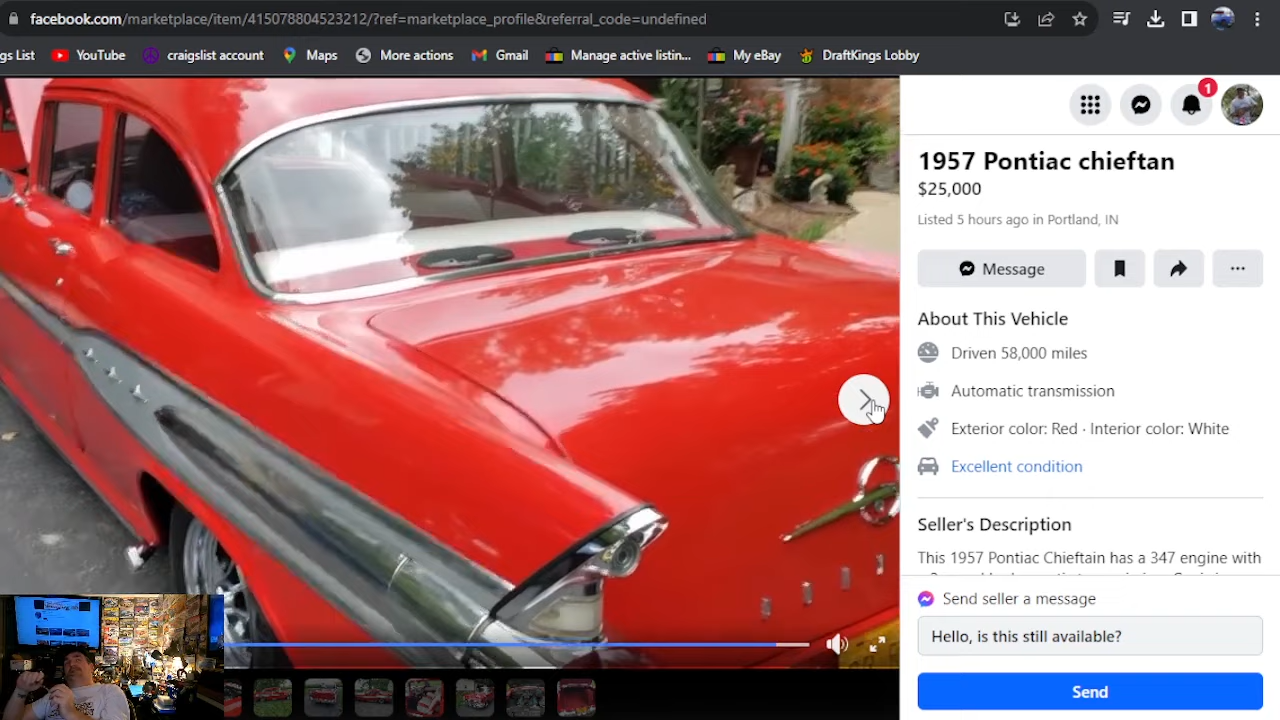 facebook.com/marketplace/item/415078804523212/?ref=marketplace_profile&referral_code=undefined
gs List YouTube craigslist account Maps More actions Gmail Manage active listin... My eBay DraftKings Lobby
1
1957 Pontiac chieftan
$25,000
Listed 5 hours ago in Portland, IN
Message
About This Vehicle
Driven 58,000 miles
Automatic transmission
Exterior color: Red · Interior color: White
Excellent condition
Seller's Description
This 1957 Pontiac Chieftain has a 347 engine with
Send seller a message
Hello, is this still available?
Send